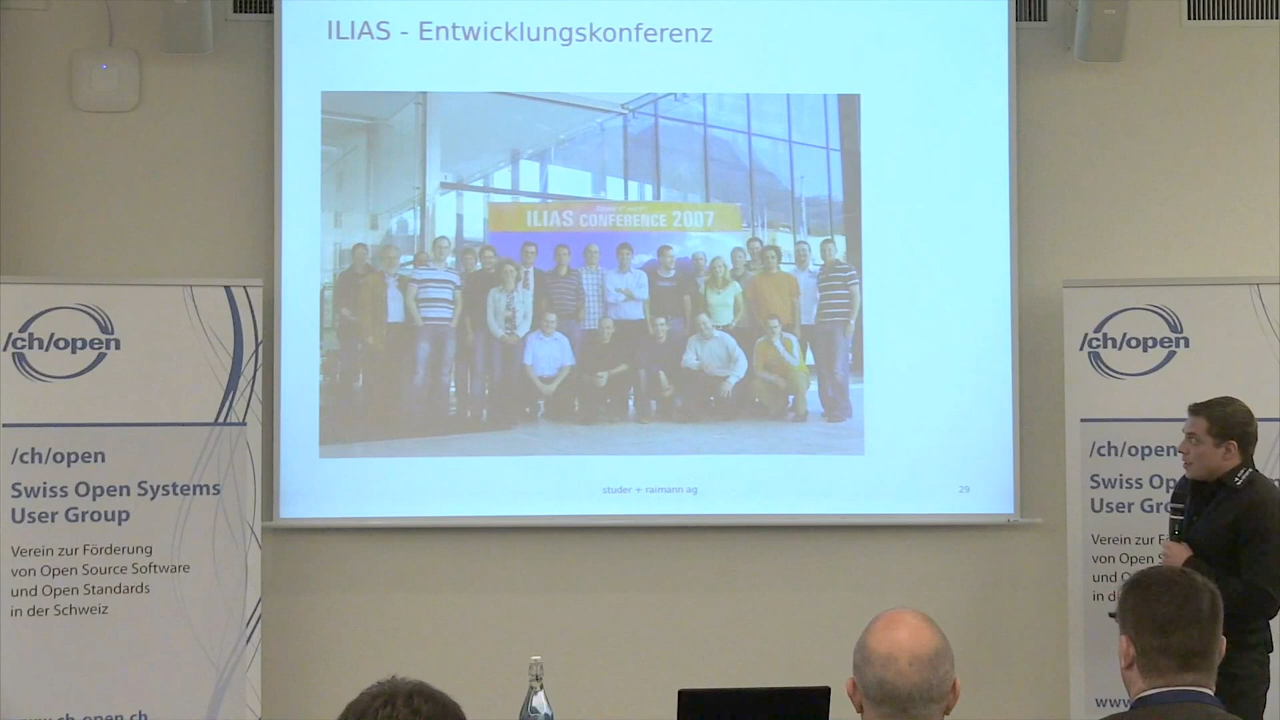 ILIAS - Entwicklungskonferenz
ILIAS CONFERENCE 2007
studer + raimann ag
29
/ch/open
/ch/open
Swiss Open Systems
User Group
Verein zur Förderung
von Open Source Software
und Open Standards
in der Schweiz
www.ch-open.ch
/ch/open
/ch/open
Swiss Op
User Gro
Verein zur F
von Open S
und O
in d
www.